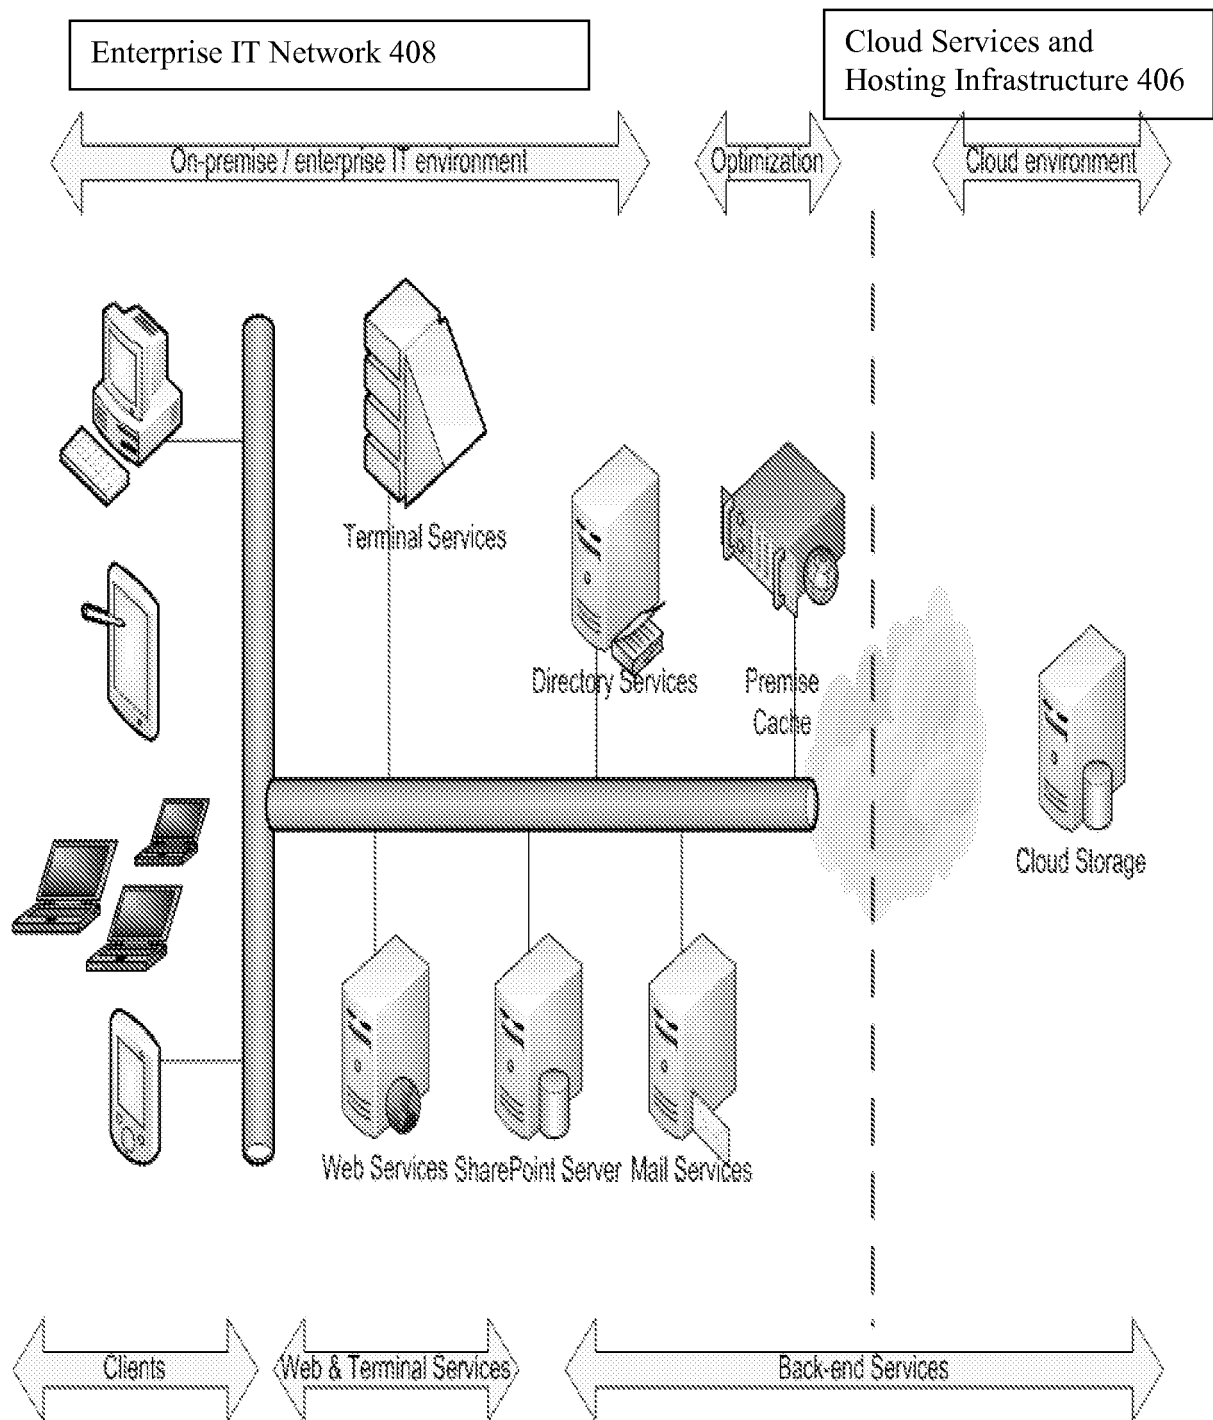 Enterprise IT Network 408
Cloud Services and
Hosting Infrastructure 406
On-premise / enterprise IT environment
Optimization
Cloud environment
Terminal Services
Directory Services
Premise
Cache
Cloud Storage
Web Services
SharePoint Server
Mail Services
Clients
Web & Terminal Services
Back-end Services